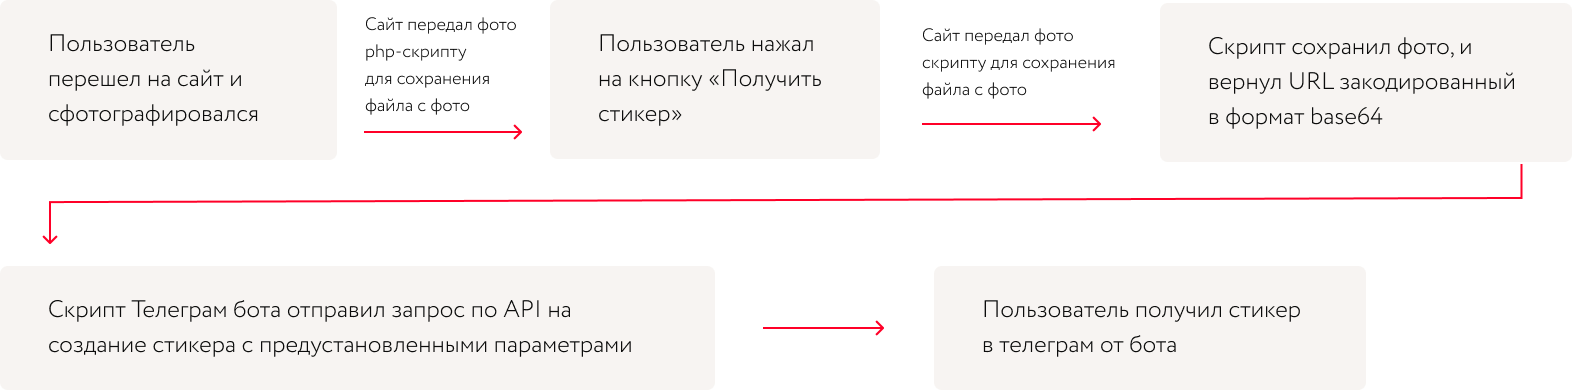 Пользователь
перешел на сайт и
сфотографировался
Сайт передал фото
php-скрипту
для сохранения
файла с фото
Пользователь нажал
на кнопку «Получить
стикер»
Сайт передал фото
скрипту для сохранения
файла с фото
Скрипт сохранил фото, и
вернул URL закодированный
в формат base64
Скрипт Телеграм бота отправил запрос по API на
создание стикера с предустановленными параметрами
Пользователь получил стикер
в телеграм от бота